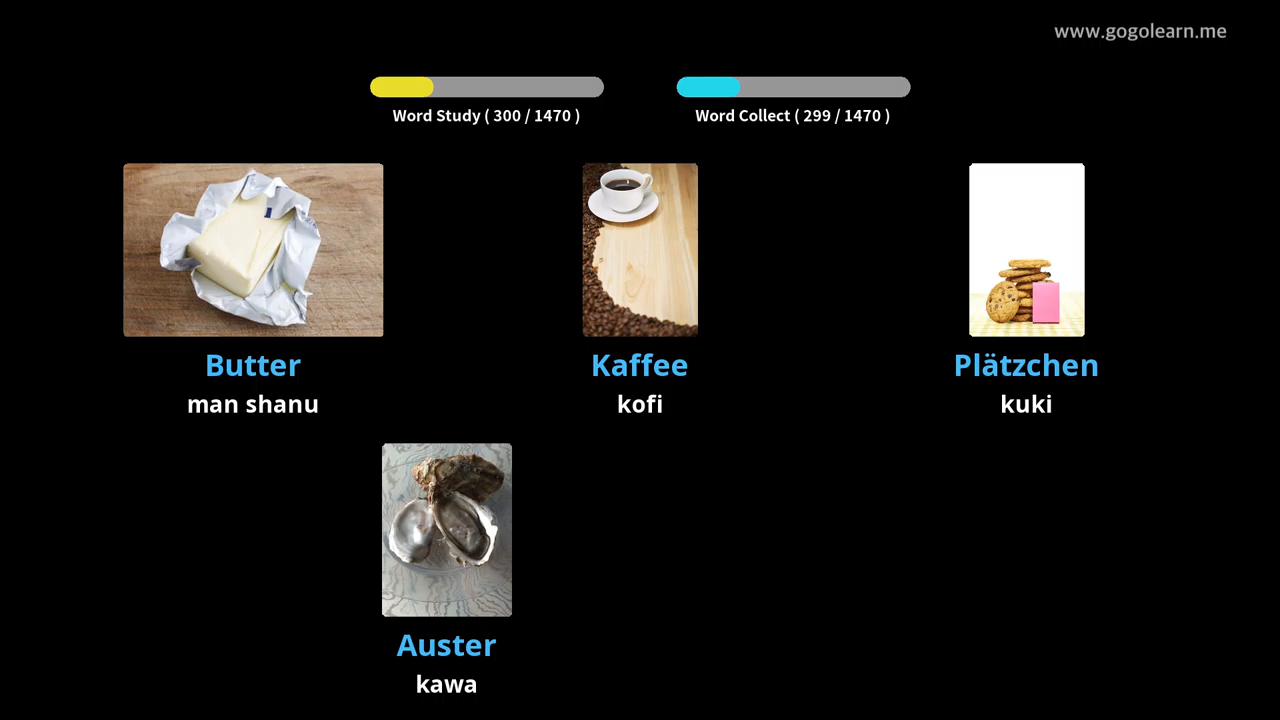 www.gogolearn.me
Word Study ( 300 / 1470 )
Word Collect ( 299 / 1470 )
Butter
man shanu
Kaffee
kofi
Plätzchen
kuki
Auster
kawa